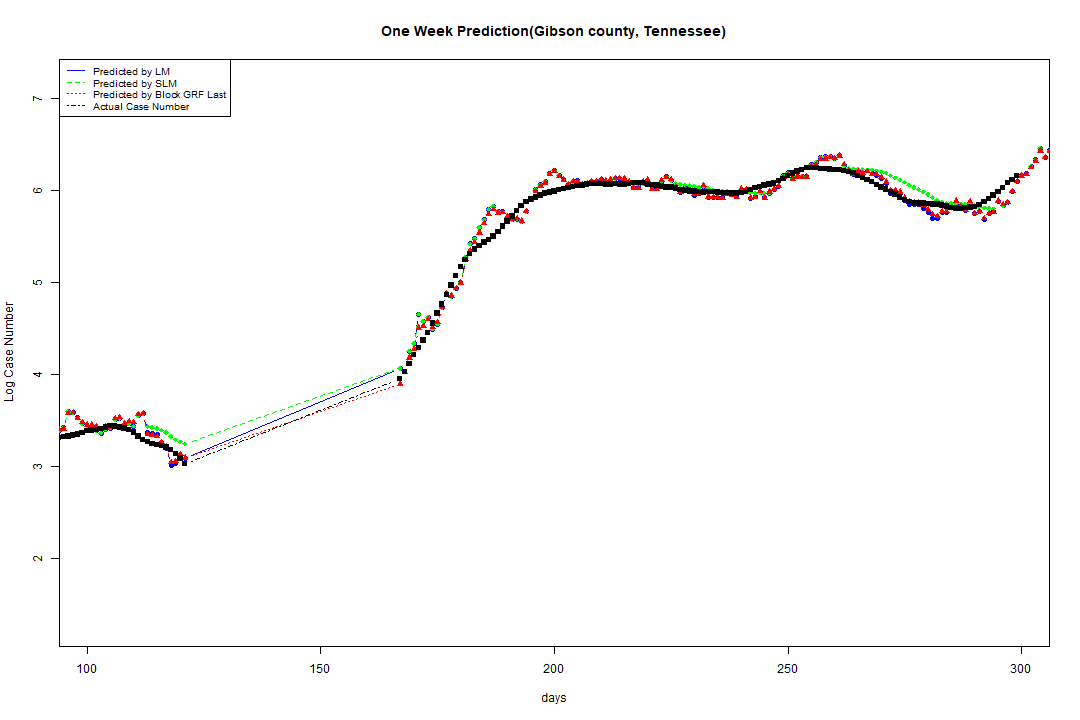 One Week Prediction(Gibson county, Tennessee)
Predicted by LM
Predicted by SLM
Predicted by Block GRF Last
Actual Case Number
7
6
5
4
3
2
Log Case Number
100 150 200 250 300
days